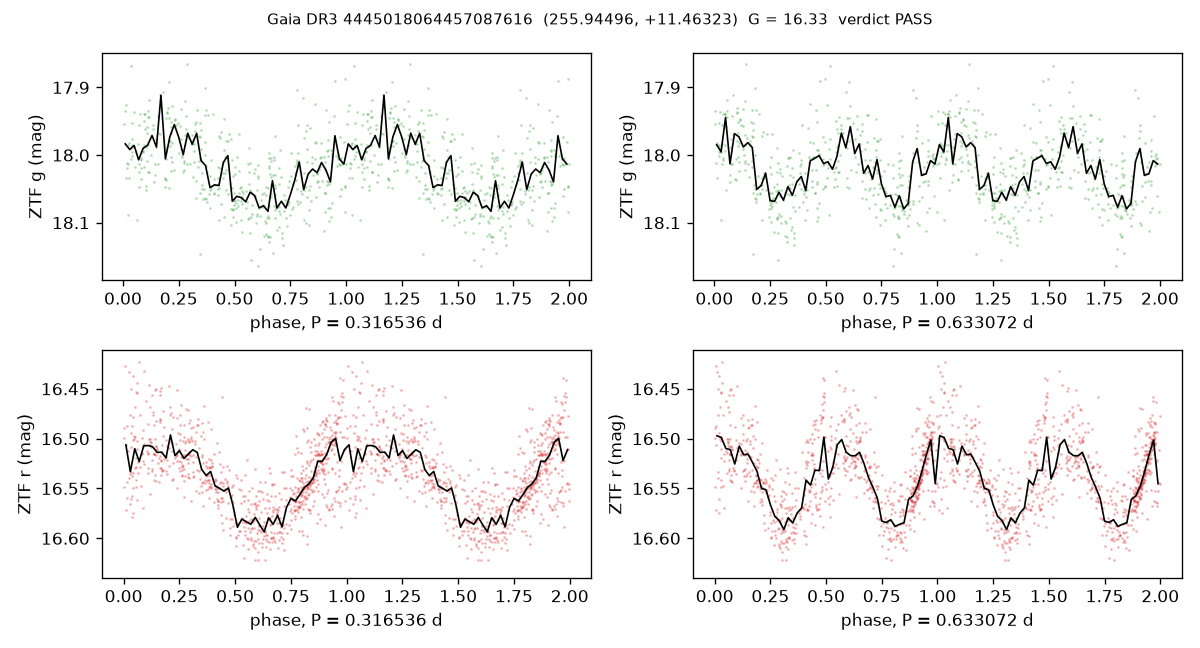 Gaia DR3 4445018064457087616 (255.94496, +11.46323) G = 16.33 verdict PASS
ZTF g (mag)
17.9
18.0
18.1
0.00 0.25 0.50 0.75 1.00 1.25 1.50 1.75 2.00
phase, P = 0.316536 d
ZTF g (mag)
17.9
18.0
18.1
0.00 0.25 0.50 0.75 1.00 1.25 1.50 1.75 2.00
phase, P = 0.633072 d
ZTF r (mag)
16.45
16.50
16.55
16.60
0.00 0.25 0.50 0.75 1.00 1.25 1.50 1.75 2.00
phase, P = 0.316536 d
ZTF r (mag)
16.45
16.50
16.55
16.60
0.00 0.25 0.50 0.75 1.00 1.25 1.50 1.75 2.00
phase, P = 0.633072 d